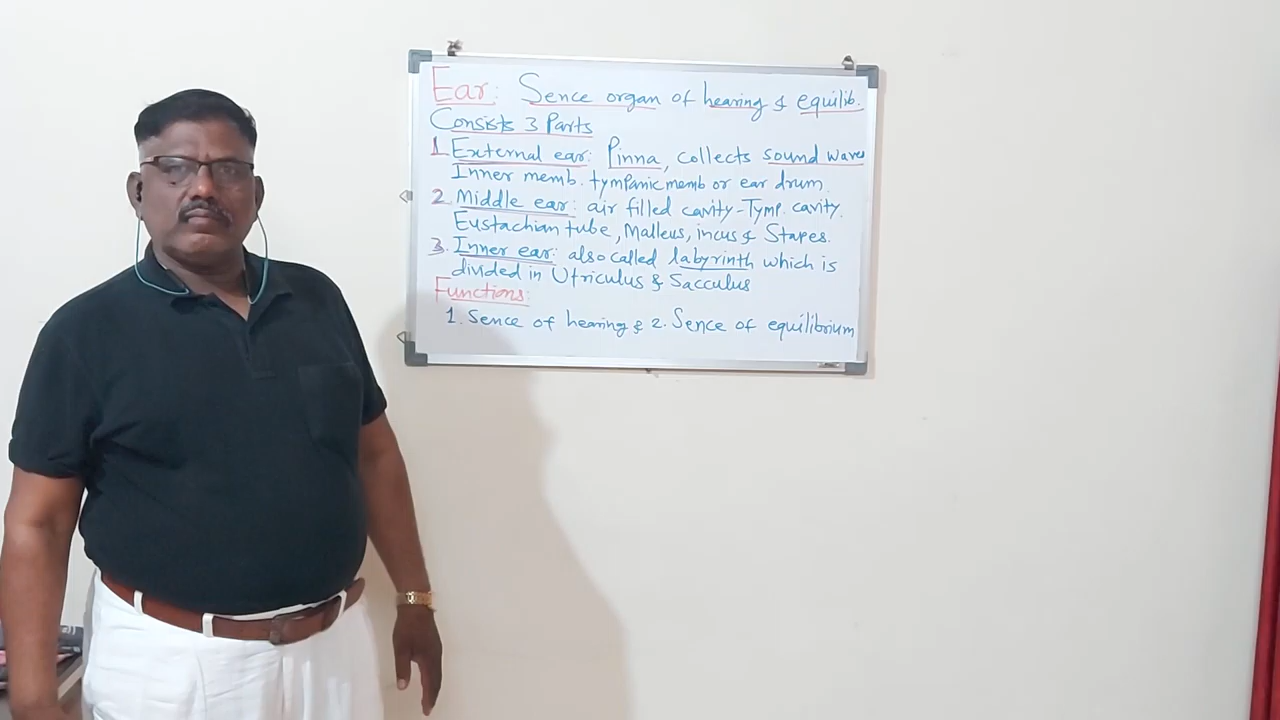 Ear: Sence organ of hearing & equilib.
Consists 3 Parts
1. External ear: Pinna, collects sound waves
Inner memb. tympanic memb or ear drum.
2. Middle ear: air filled cavity-Tymp. cavity.
Eustachian tube, Malleus, incus & Stapes.
3. Inner ear: also called labyrinth which is
divided in Utriculus & Sacculus
Functions:
1. Sence of hearing & 2. Sence of equilibrium